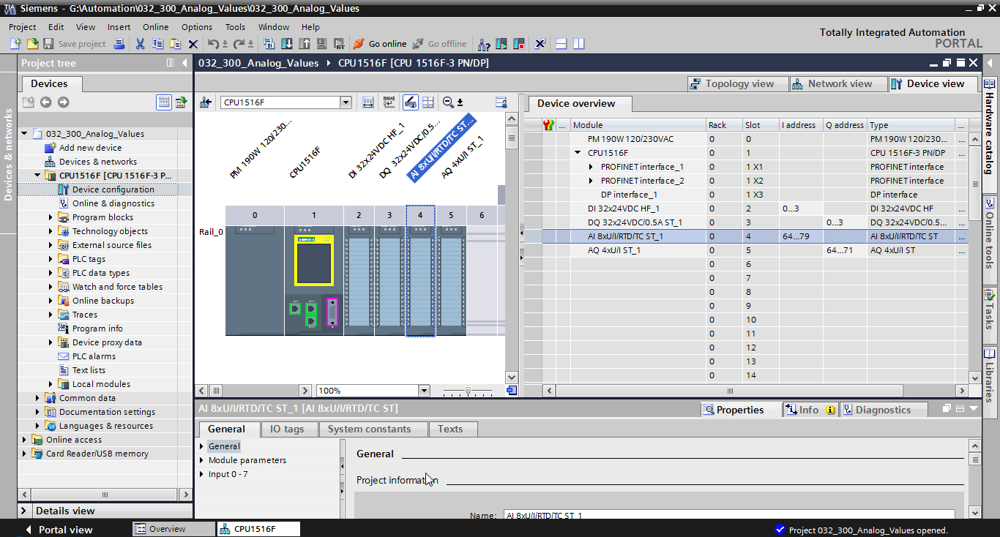 TIA V13 Siemens - G:\Automation\032_300_Analog_Values\032_300_Analog_Values
Project Edit View Insert Online Options Tools Window Help
Totally Integrated Automation
PORTAL
Save project Go online Go offline
Project tree
032_300_Analog_Values CPU1516F [CPU 1516F-3 PN/DP]
Devices
Topology view Network view Device view
Devices & networks
032_300_Analog_Values
Add new device
Devices & networks
CPU1516F [CPU 1516F-3 P...
Device configuration
Online & diagnostics
Program blocks
Technology objects
External source files
PLC tags
PLC data types
Watch and force tables
Online backups
Traces
Program info
Device proxy data
PLC alarms
Text lists
Local modules
Common data
Documentation settings
Languages & resources
Online access
Card Reader/USB memory
Details view
CPU1516F
PM 190W 120/230...
CPU1516F
DI 32x24VDC HF_1
DQ 32x24VDC/0.5...
AI 8xU/I/RTD/TC ST...
AQ 4xU/I ST_1
0 1 2 3 4 5 6
Rail_0
SIEMENS
100%
Device overview
... Module Rack Slot I address Q address Type ...
PM 190W 120/230VAC 0 0 PM 190W 120/230... ...
CPU1516F 0 1 CPU 1516F-3 PN/DP ...
PROFINET interface_1 0 1 X1 PROFINET interface ...
PROFINET interface_2 0 1 X2 PROFINET interface ...
DP interface_1 0 1 X3 DP interface ...
DI 32x24VDC HF_1 0 2 0...3 DI 32x24VDC HF ...
DQ 32x24VDC/0.5A ST_1 0 3 0...3 DQ 32x24VDC/0.5... ...
AI 8xU/I/RTD/TC ST_1 0 4 64...79 AI 8xU/I/RTD/TC ST ...
AQ 4xU/I ST_1 0 5 64...71 AQ 4xU/I ST ...
0 6
0 7
0 8
0 9
0 10
0 11
0 12
0 13
0 14
Hardware catalog
Online tools
Tasks
Libraries
AI 8xU/I/RTD/TC ST_1 [AI 8xU/I/RTD/TC ST]
Properties Info Diagnostics
General IO tags System constants Texts
General
Module parameters
Input 0 - 7
General
Project information
Name: AI 8xU/I/RTD/TC ST_1
Portal view Overview CPU1516F Project 032_300_Analog_Values opened.